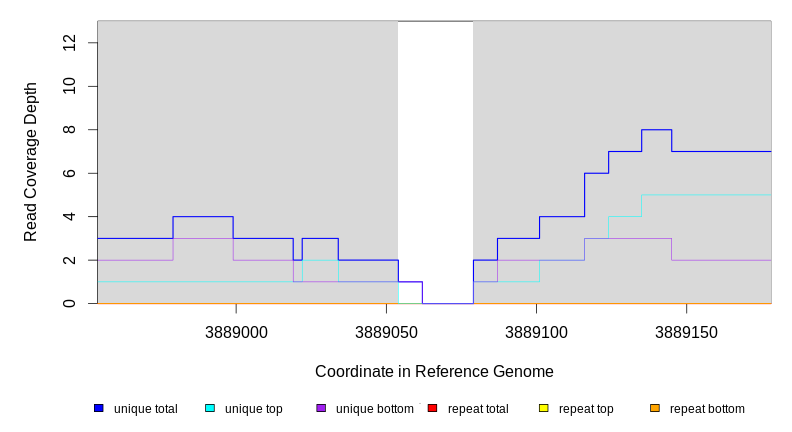 Read Coverage Depth
12
10
8
6
4
2
0
3889000 3889050 3889100 3889150
Coordinate in Reference Genome
unique total unique top unique bottom repeat total repeat top repeat bottom